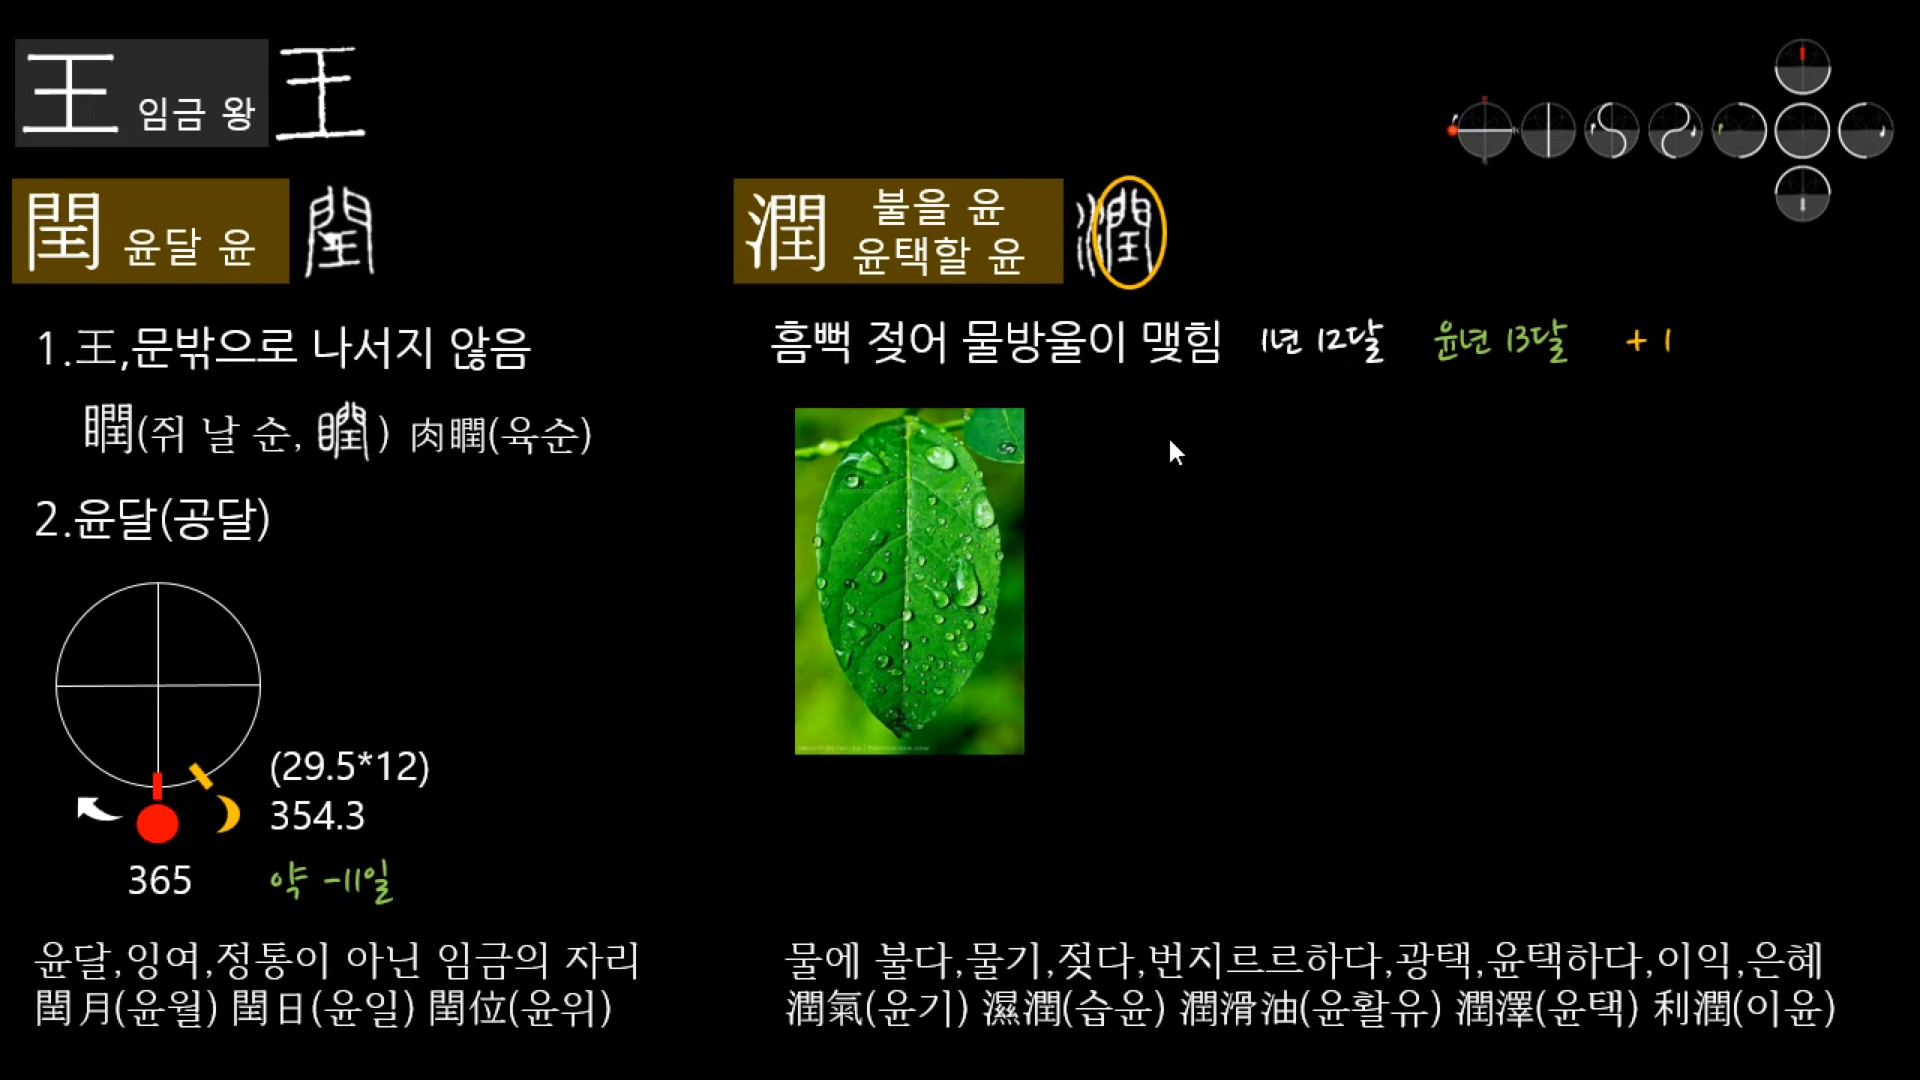 王 임금 왕 王
閏 윤달 윤 閏
1.王,문밖으로 나서지 않음
瞤(쥐 날 순, 瞤) 肉瞤(육순)
2.윤달(공달)
(29.5*12)
354.3
365 약 -11일
윤달,잉여,정통이 아닌 임금의 자리
閏月(윤월) 閏日(윤일) 閏位(윤위)
潤 불을 윤
윤택할 윤 潤
흠뻑 젖어 물방울이 맺힘 1년 12달 윤년 13달 + 1
물에 불다,물기,젖다,번지르르하다,광택,윤택하다,이익,은혜
潤氣(윤기) 濕潤(습윤) 潤滑油(윤활유) 潤澤(윤택) 利潤(이윤)